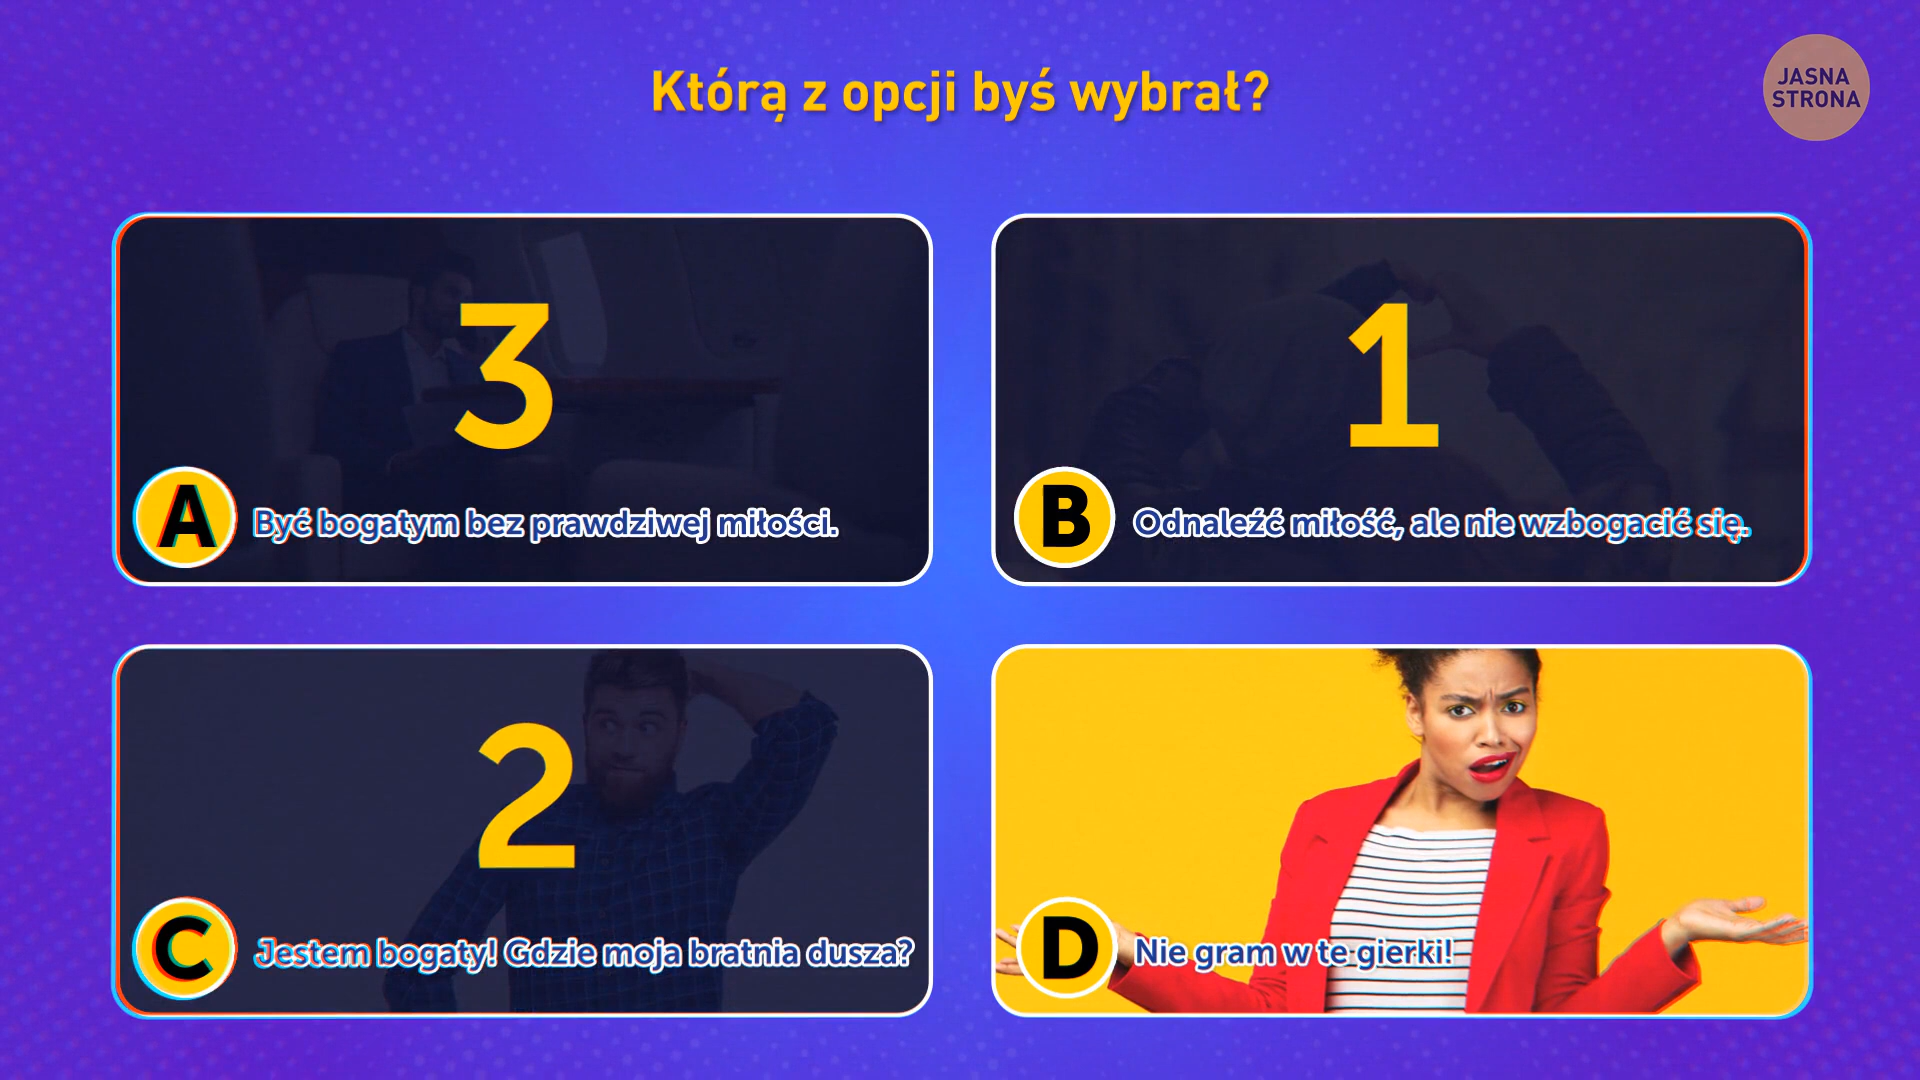 Którą z opcji byś wybrał?
JASNA
STRONA
3
A Być bogatym bez prawdziwej miłości.
1
B Odnaleźć miłość, ale nie wzbogacić się.
2
C Jestem bogaty! Gdzie moja bratnia dusza?
D Nie gram w te gierki!